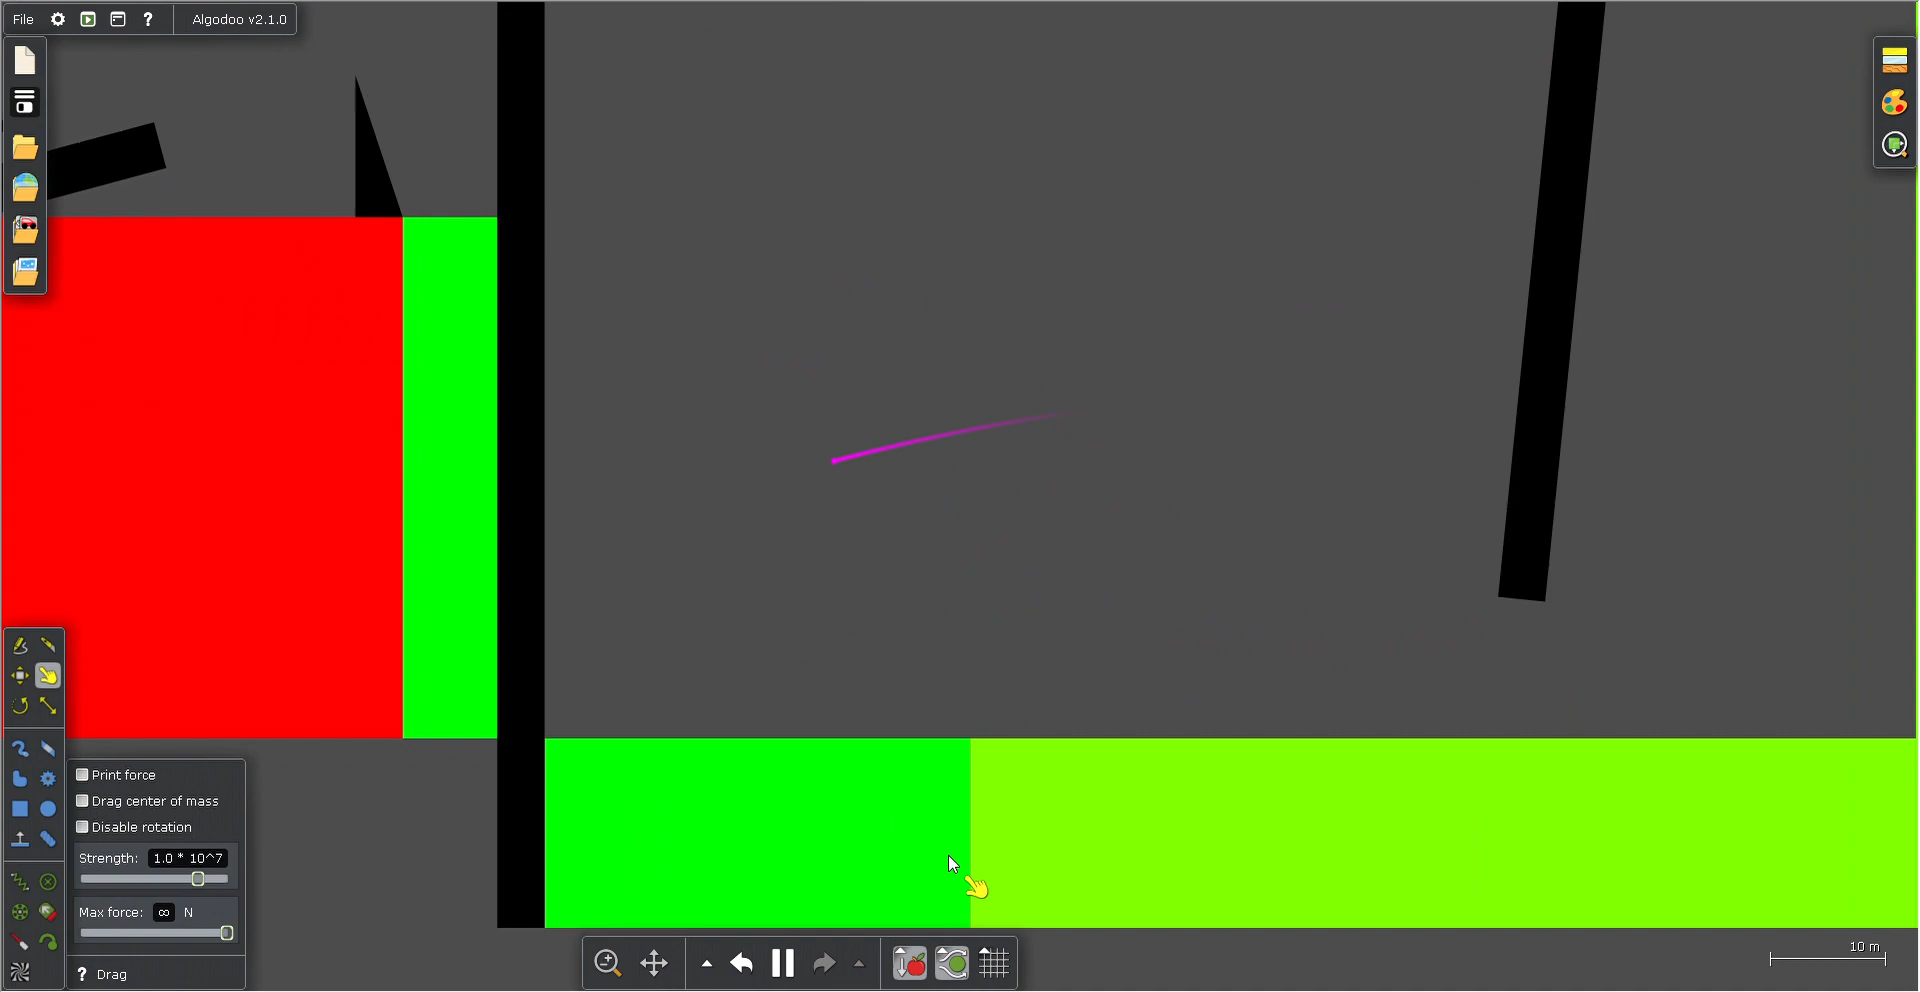 File ? Algodoo v2.1.0
Print force
Drag center of mass
Disable rotation
Strength: 1.0 * 10^7
Max force: ∞ N
? Drag
10 m